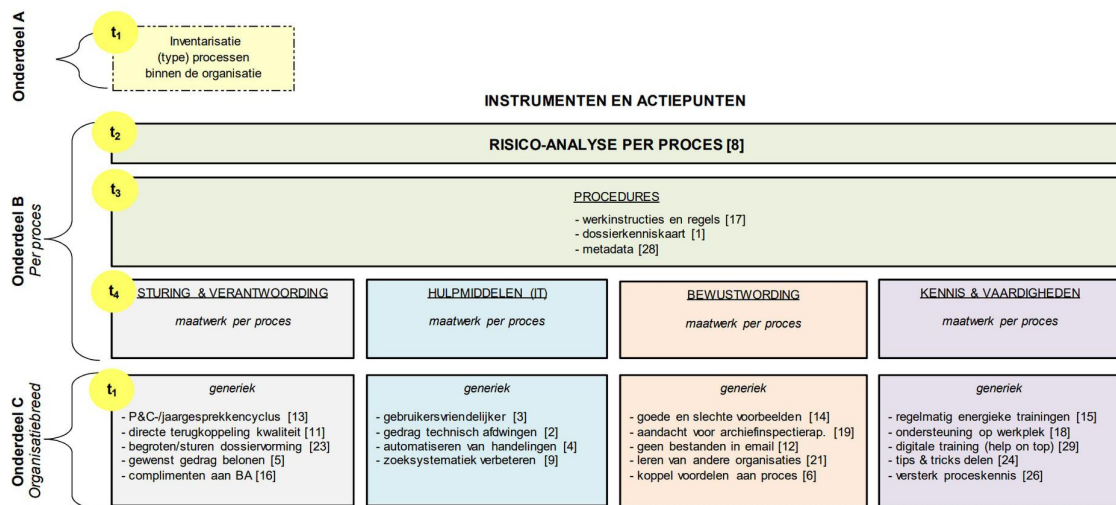 Onderdeel A
t1
Inventarisatie
(type) processen
binnen de organisatie
INSTRUMENTEN EN ACTIEPUNTEN
Onderdeel B
Per proces
t2
RISICO-ANALYSE PER PROCES [8]
t3
PROCEDURES
- werkinstructies en regels [17]
- dossierkenniskaart [1]
- metadata [28]
t4
STURING & VERANTWOORDING
maatwerk per proces
HULPMIDDELEN (IT)
maatwerk per proces
BEWUSTWORDING
maatwerk per proces
KENNIS & VAARDIGHEDEN
maatwerk per proces
Onderdeel C
Organisatiebreed
t1
generiek
- P&C-/jaargesprekkencyclus [13]
- directe terugkoppeling kwaliteit [11]
- begroten/sturen dossiervorming [23]
- gewenst gedrag belonen [5]
- complimenten aan BA [16]
generiek
- gebruikersvriendelijker [3]
- gedrag technisch afdwingen [2]
- automatiseren van handelingen [4]
- zoeksystematiek verbeteren [9]
generiek
- goede en slechte voorbeelden [14]
- aandacht voor archiefinspectierap. [19]
- geen bestanden in email [12]
- leren van andere organisaties [21]
- koppel voordelen aan proces [6]
generiek
- regelmatig energieke trainingen [15]
- ondersteuning op werkplek [18]
- digitale training (help on top) [29]
- tips & tricks delen [24]
- versterk proceskennis [26]